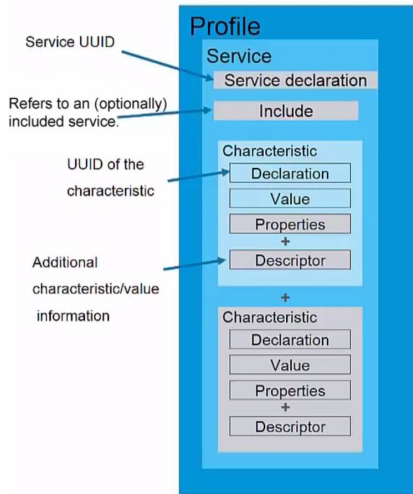 Profile
Service UUID
Service
Service declaration
Refers to an (optionally)
included service.
Include
Characteristic
UUID of the
characteristic
Declaration
Value
Properties
+
Additional
characteristic/value
information
Descriptor
+
Characteristic
Declaration
Value
Properties
+
Descriptor